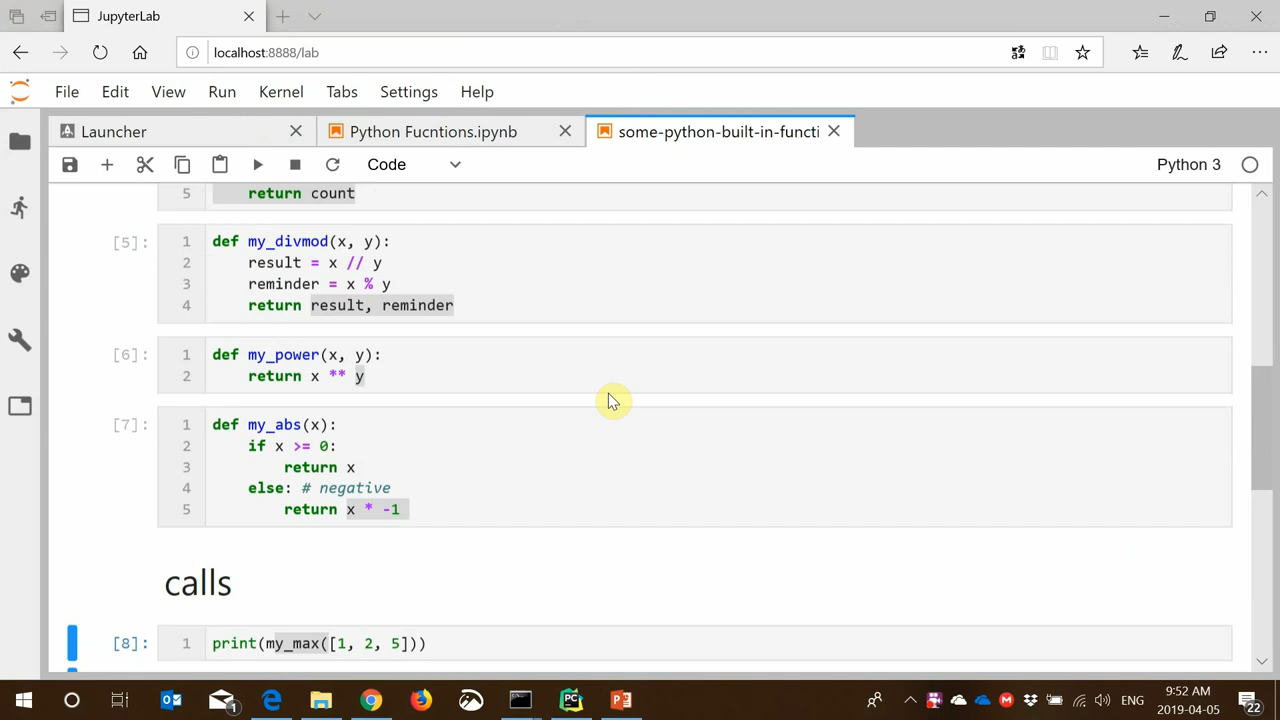 JupyterLab
localhost:8888/lab
File Edit View Run Kernel Tabs Settings Help
Launcher Python Fucntions.ipynb some-python-built-in-functi
Code Python 3
5 return count
[5]: 1 def my_divmod(x, y):
2 result = x // y
3 reminder = x % y
4 return result, reminder
[6]: 1 def my_power(x, y):
2 return x ** y
[7]: 1 def my_abs(x):
2 if x >= 0:
3 return x
4 else: # negative
5 return x * -1
calls
[8]: 1 print(my_max([1, 2, 5]))
ENG
9:52 AM
2019-04-05
1
22